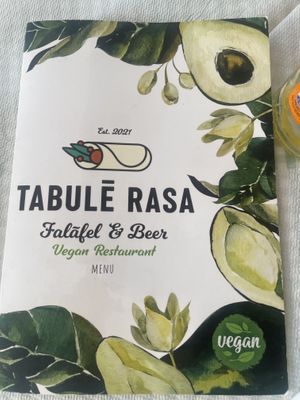 Est. 2021
TABULĒ RASA
Falāfel & Beer
Vegan Restaurant
MENU
vegan